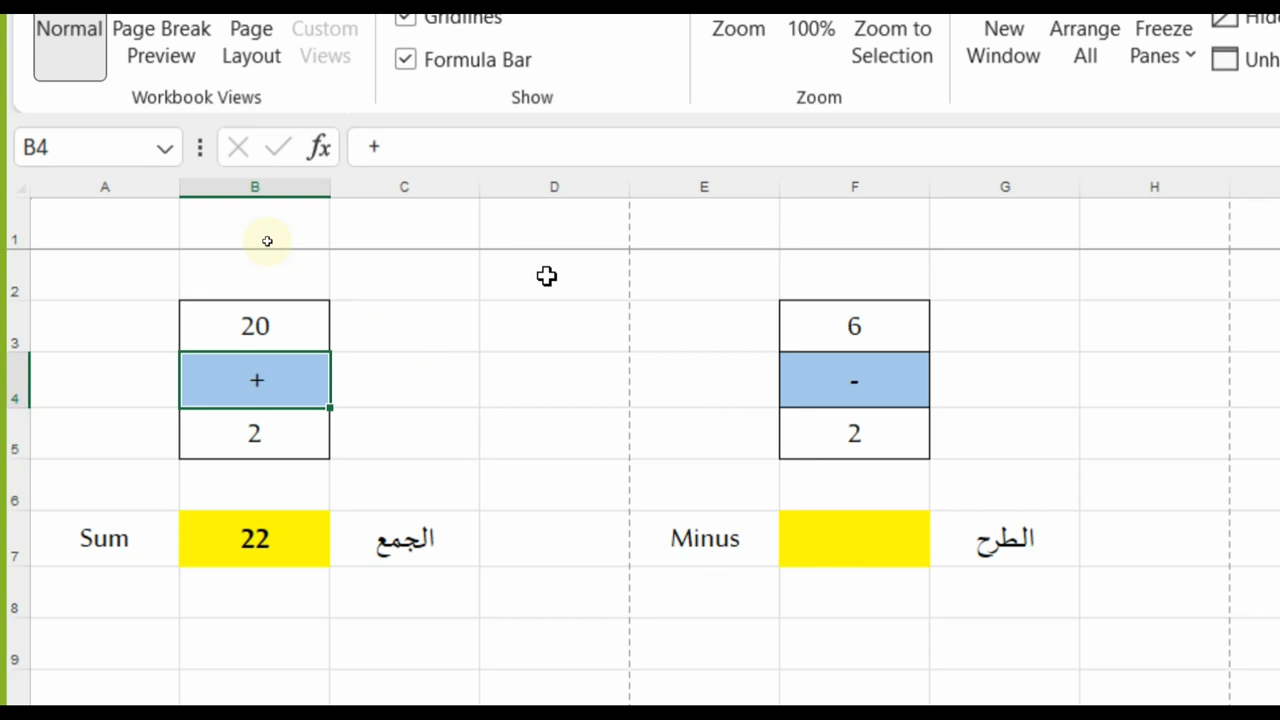 Normal Page Break Preview Page Layout Custom Views
Gridlines
Formula Bar
Zoom 100% Zoom to Selection
New Window Arrange All Freeze Panes
Workbook Views Show Zoom
B4 fx +
A B C D E F G H
1
2
3 20 6
4 + -
5 2 2
6
7 Sum 22 الجمع Minus الطرح
8
9